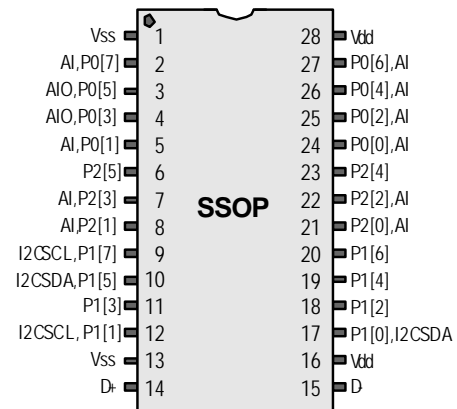 Vss 1 28 Vdd
AI,P0[7] 2 27 P0[6],AI
AIO,P0[5] 3 26 P0[4],AI
AIO,P0[3] 4 25 P0[2],AI
AI,P0[1] 5 24 P0[0],AI
P2[5] 6 23 P2[4]
AI,P2[3] 7 22 P2[2],AI
SSOP
AI,P2[1] 8 21 P2[0],AI
I2CSCL,P1[7] 9 20 P1[6]
I2CSDA,P1[5] 10 19 P1[4]
P1[3] 11 18 P1[2]
I2CSCL, P1[1] 12 17 P1[0],I2CSDA
Vss 13 16 Vdd
D+ 14 15 D-